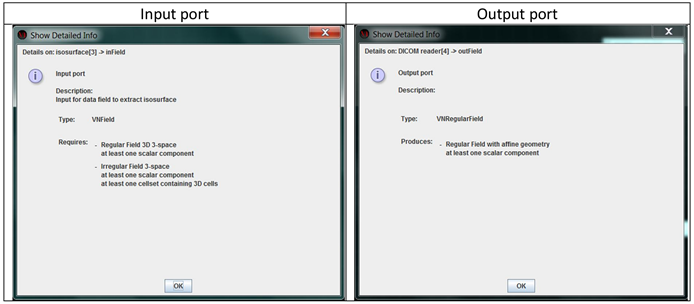 Input port
Output port
Show Detailed Info
X
Details on: isosurface[3] -> inField
i
Input port
Description:
Input for data field to extract isosurface
Type: VNField
Requires: - Regular Field 3D 3-space
at least one scalar component
- Irregular Field 3-space
at least one scalar component
at least one cellset containing 3D cells
OK
Show Detailed Info
X
Details on: DICOM reader[4] -> outField
i
Output port
Description:
Type: VNRegularField
Produces: - Regular Field with affine geometry
at least one scalar component
OK